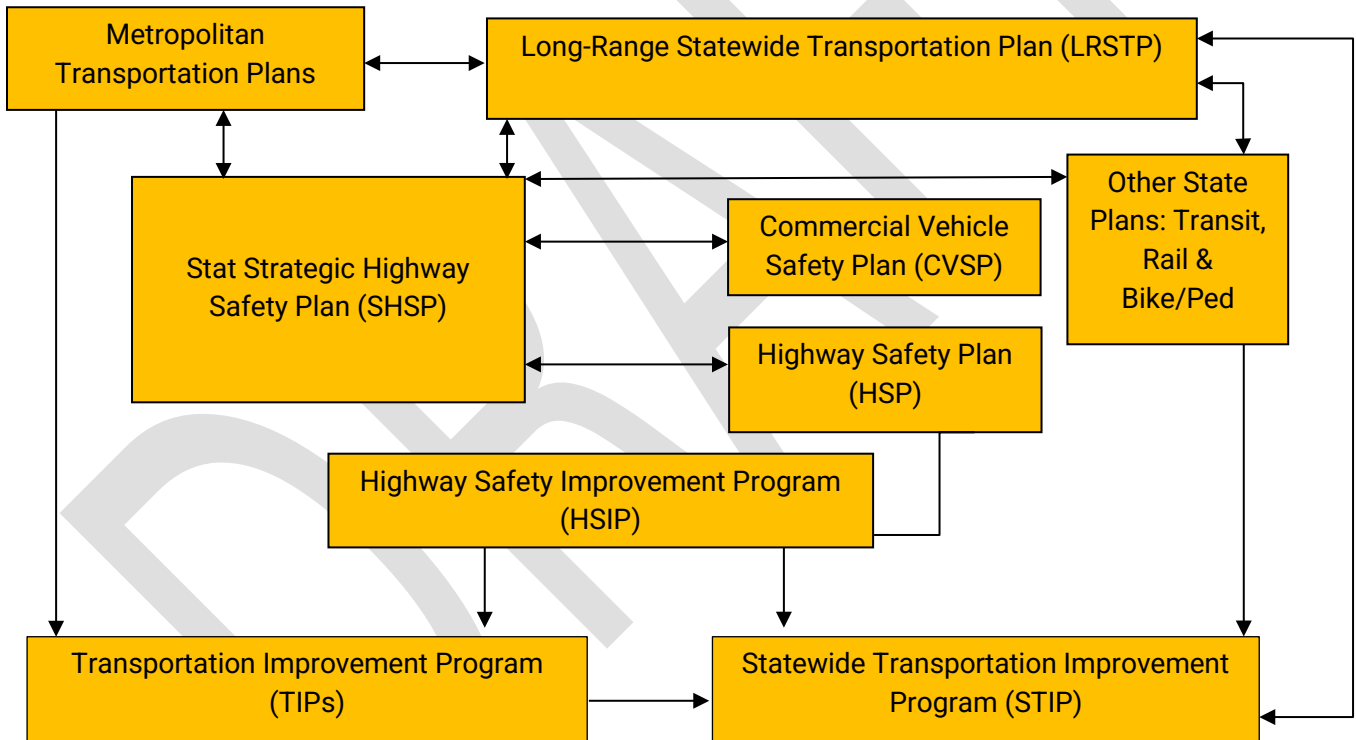 Metropolitan
Transportation Plans
Long-Range Statewide Transportation Plan (LRSTP)
Stat Strategic Highway
Safety Plan (SHSP)
Commercial Vehicle
Safety Plan (CVSP)
Other State
Plans: Transit,
Rail &
Bike/Ped
Highway Safety Plan
(HSP)
Highway Safety Improvement Program
(HSIP)
Transportation Improvement Program
(TIPs)
Statewide Transportation Improvement
Program (STIP)
DRAFT